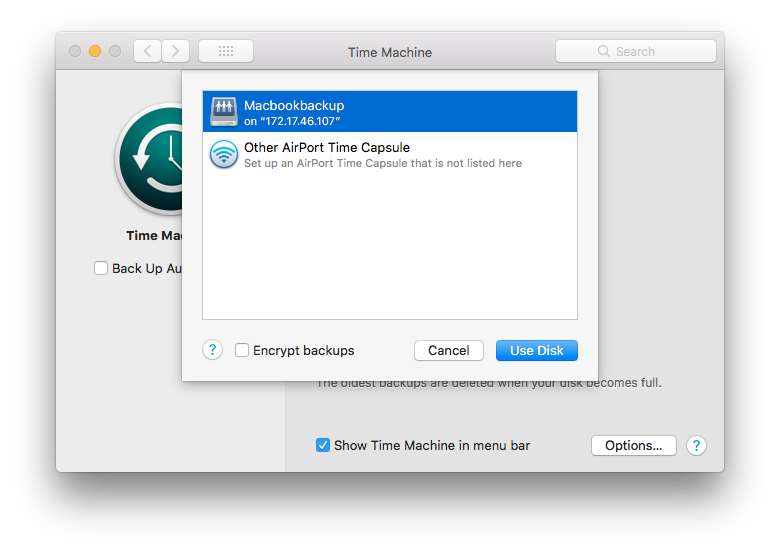 Time Machine
Search
Macbookbackup
on “172.17.46.107”
Other AirPort Time Capsule
Set up an AirPort Time Capsule that is not listed here
Time Ma
Back Up Au
?
Encrypt backups
Cancel
Use Disk
The oldest backups are deleted when your disk becomes full.
Show Time Machine in menu bar
Options...
?